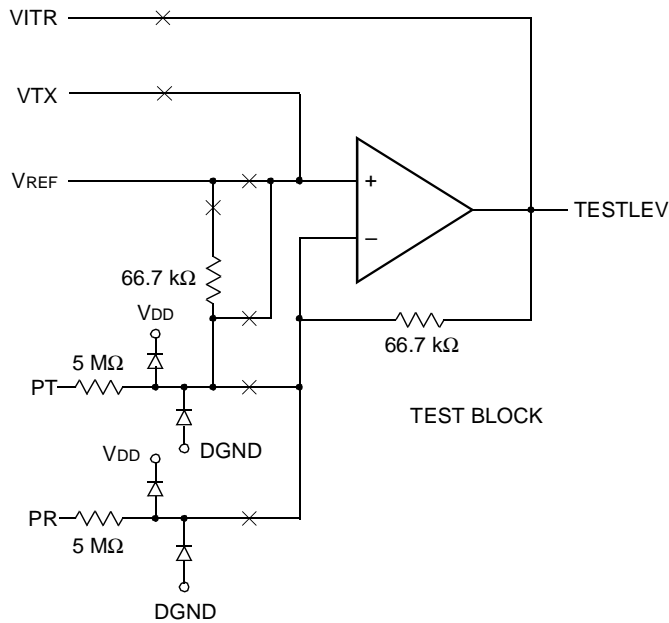 VITR
VTX
VREF
+
−
TESTLEV
66.7 kΩ
66.7 kΩ
VDD
5 MΩ
PT
TEST BLOCK
DGND
VDD
PR
5 MΩ
DGND